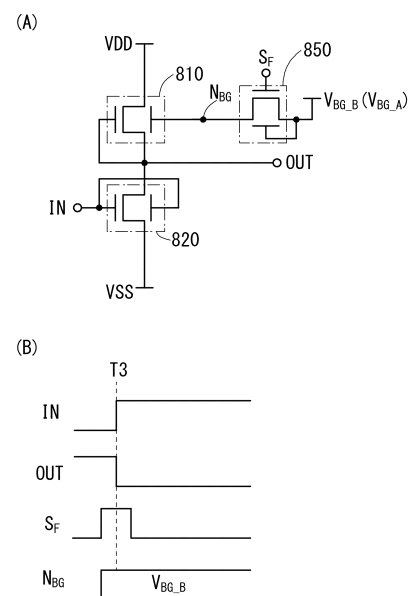 (A)
VDD
810
S_F
850
N_BG
V_BG_B (V_BG_A)
OUT
IN
820
VSS
(B)
T3
IN
OUT
S_F
N_BG
V_BG_B